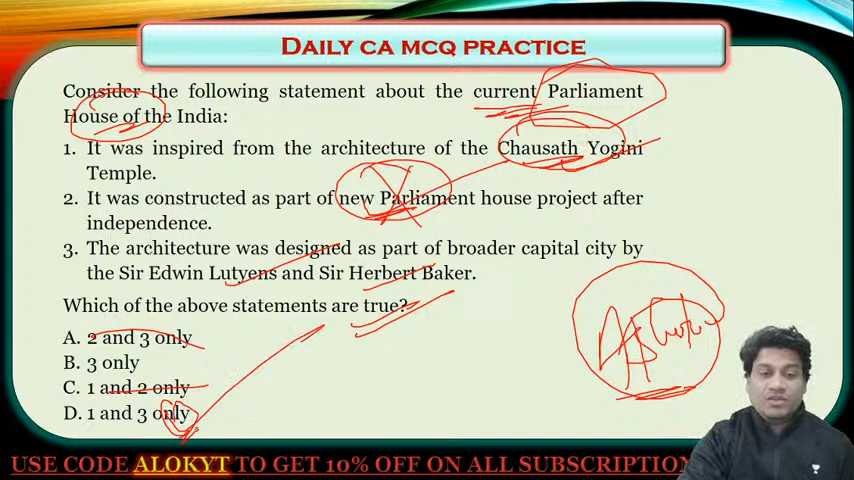 DAILY CA MCQ PRACTICE
Consider the following statement about the current Parliament
House of the India:
1. It was inspired from the architecture of the Chausath Yogini
Temple.
2. It was constructed as part of new Parliament house project after
independence.
3. The architecture was designed as part of broader capital city by
the Sir Edwin Lutyens and Sir Herbert Baker.
Which of the above statements are true?
A. 2 and 3 only
B. 3 only
C. 1 and 2 only
D. 1 and 3 only
USE CODE ALOKYT TO GET 10% OFF ON ALL SUBSCRIPTION